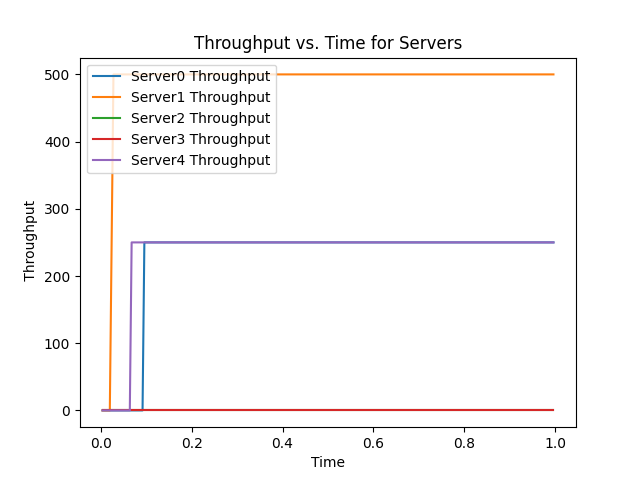 Throughput vs. Time for Servers
500
400
300
200
100
0
Throughput
Server0 Throughput
Server1 Throughput
Server2 Throughput
Server3 Throughput
Server4 Throughput
0.0 0.2 0.4 0.6 0.8 1.0
Time